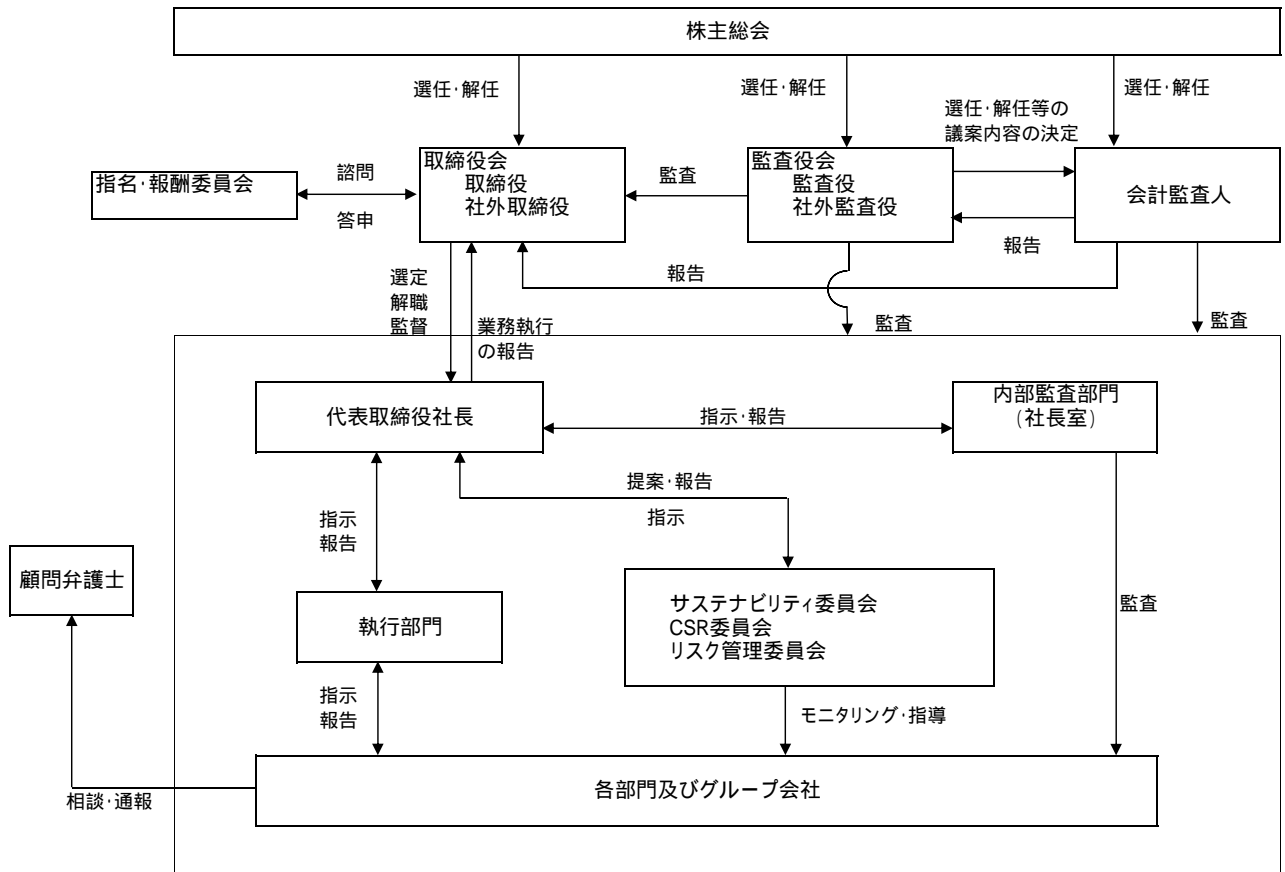 株主総会
選任・解任
選任・解任
選任・解任
選任・解任等の
議案内容の決定
取締役会
取締役
社外取締役
監査役会
監査役
社外監査役
会計監査人
指名・報酬委員会
諮問
答申
監査
報告
報告
選定
解職
監督
業務執行
の報告
監査
監査
代表取締役社長
内部監査部門
(社長室)
指示・報告
提案・報告
指示
指示
報告
顧問弁護士
執行部門
サステナビリティ委員会
CSR委員会
リスク管理委員会
監査
指示
報告
モニタリング・指導
各部門及びグループ会社
相談・通報